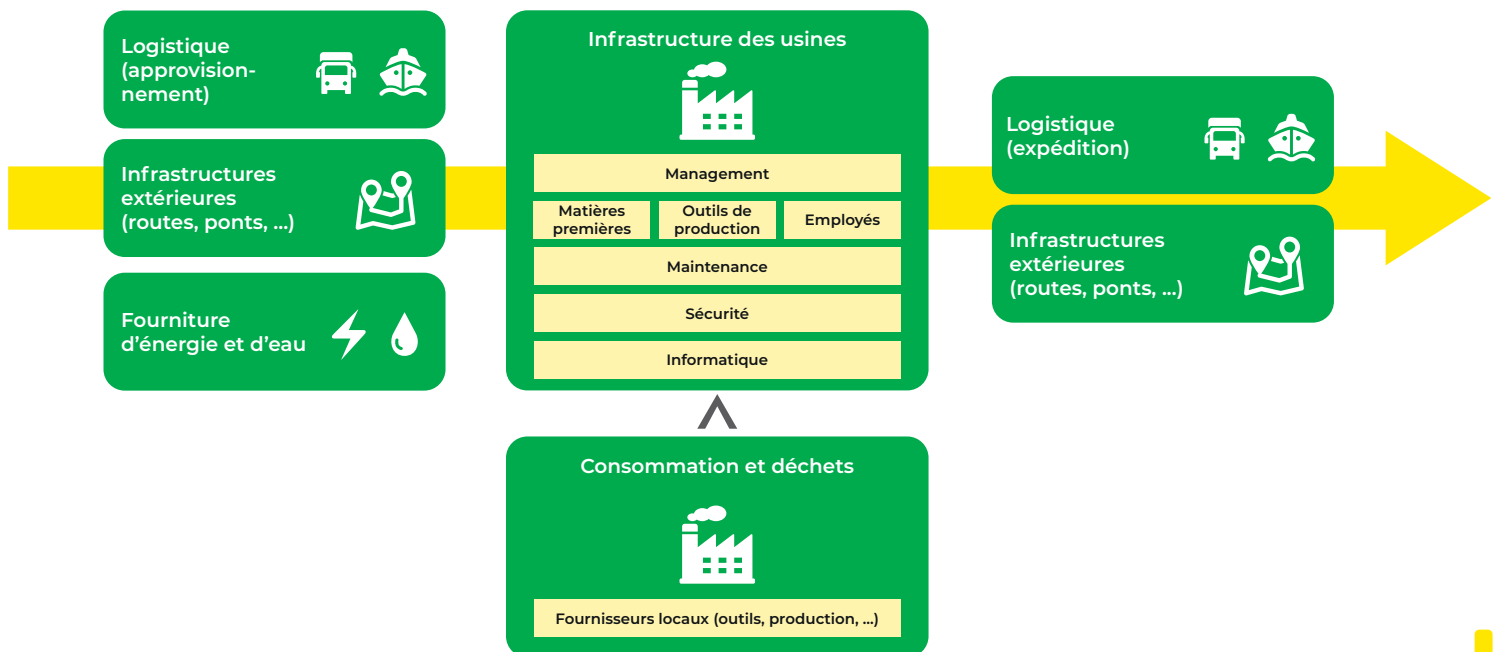 Logistique
(approvision-
nement)
Infrastructures
extérieures
(routes, ponts, ...)
Fourniture
d’énergie et d’eau
Infrastructure des usines
Management
Matières
premières
Outils de
production
Employés
Maintenance
Sécurité
Informatique
Consommation et déchets
Fournisseurs locaux (outils, production, ...)
Logistique
(expédition)
Infrastructures
extérieures
(routes, ponts, ...)